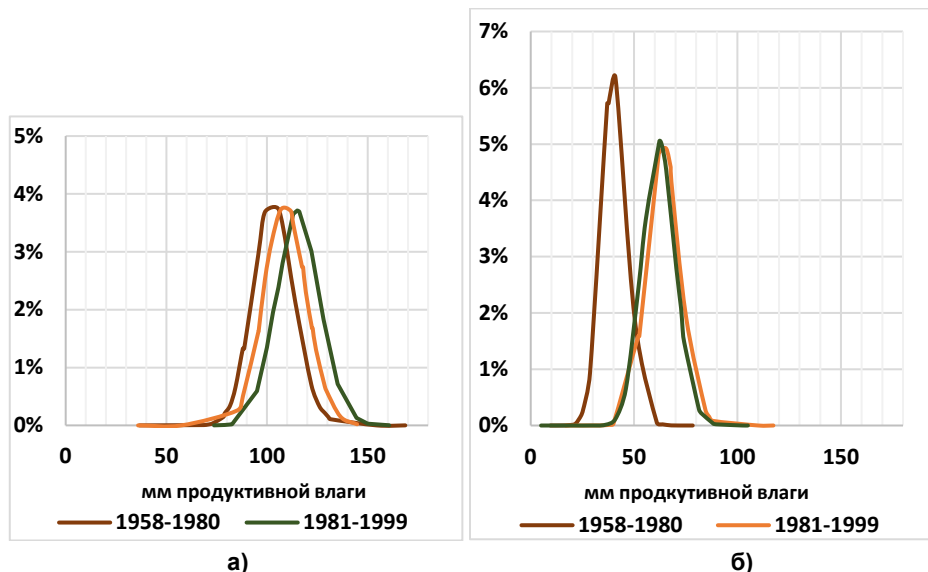 5%
4%
3%
2%
1%
0%
0 50 100 150
мм продуктивной влаги
1958-1980 1981-1999
а)
7%
6%
5%
4%
3%
2%
1%
0%
0 50 100 150
мм продкутивной влаги
1958-1980 1981-1999
б)